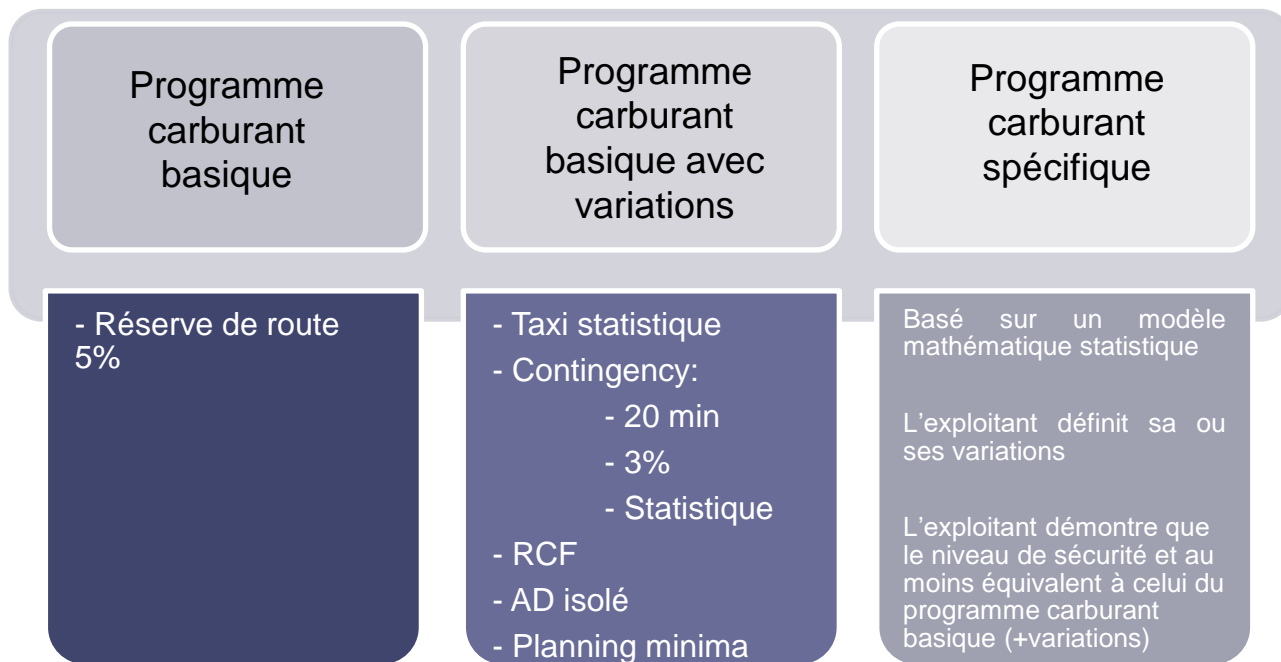 Programme
carburant
basique
Programme
carburant
basique avec
variations
Programme
carburant
spécifique
- Réserve de route
5%
- Taxi statistique
- Contingency:
- 20 min
- 3%
- Statistique
- RCF
- AD isolé
- Planning minima
Basé sur un modèle
mathématique statistique
L'exploitant définit sa ou
ses variations
L'exploitant démontre que
le niveau de sécurité et au
moins équivalent à celui du
programme carburant
basique (+variations)